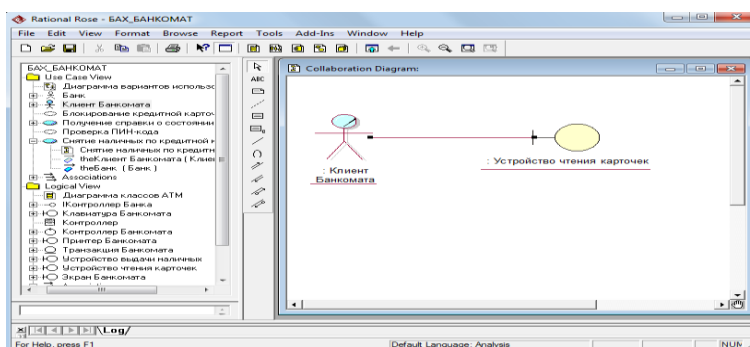 Rational Rose - БАХ_БАНКОМАТ
File Edit View Format Browse Report Tools Add-Ins Window Help
БАХ_БАНКОМАТ
Use Case View
Диаграмма вариантов использо
Банк
Клиент Банкомата
Блокирование кредитной карто
Получение справки о состоянии
Проверка ПИН-кода
Снятие наличных по кредитной к
Снятие наличных по кредитн
theКлиент Банкомата ( Клие
theБанк ( Банк )
Associations
Logical View
Диаграмма классов ATM
IКонтроллер Банка
Клавиатура Банкомата
Контроллер
Контроллер Банкомата
Принтер Банкомата
Транзакция Банкомата
Устройство выдачи наличных
Устройство чтения карточек
Экран Банкомата
ABC
Collaboration Diagram:
: Клиент
Банкомата
: Устройство чтения карточек
Log
For Help, press F1
Default Language: Analysis
NUM